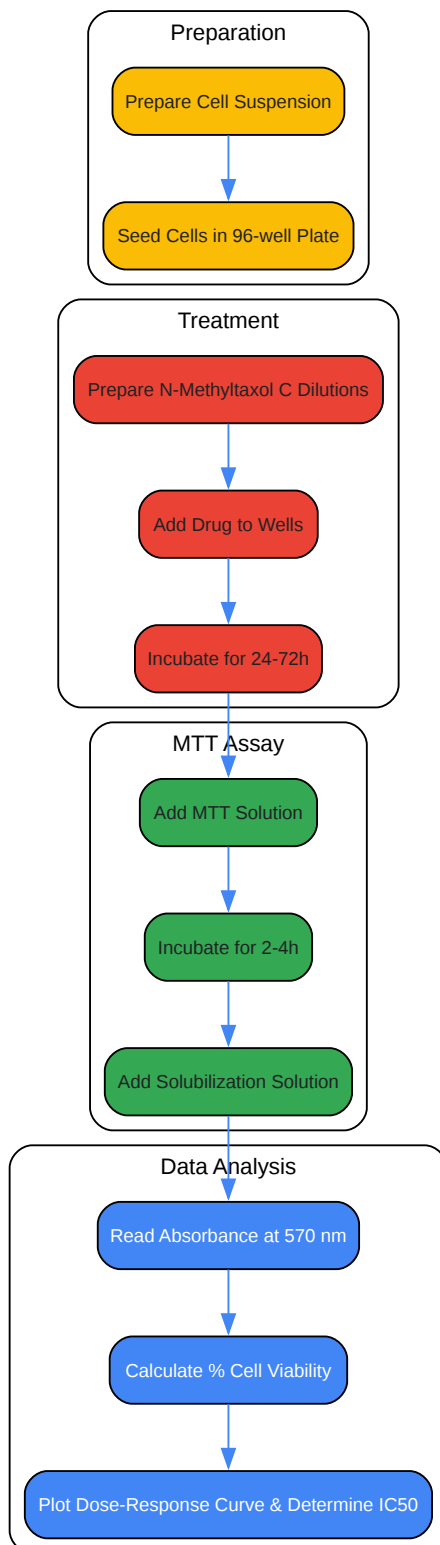 Preparation
Prepare Cell Suspension
Seed Cells in 96-well Plate
Treatment
Prepare N-Methyltaxol C Dilutions
Add Drug to Wells
Incubate for 24-72h
MTT Assay
Add MTT Solution
Incubate for 2-4h
Add Solubilization Solution
Data Analysis
Read Absorbance at 570 nm
Calculate % Cell Viability
Plot Dose-Response Curve & Determine IC50